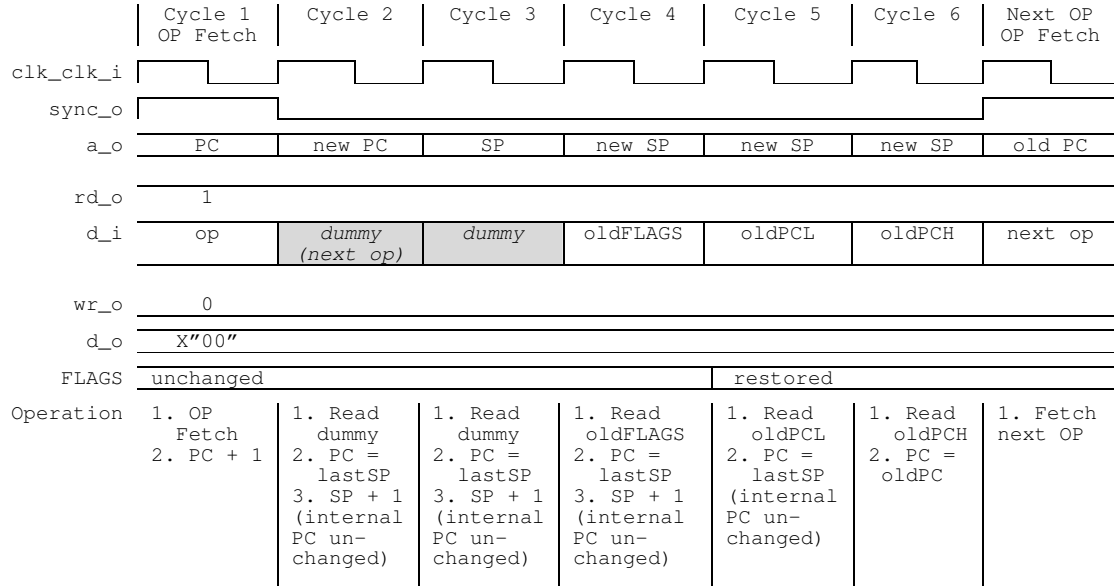 Cycle 1 Cycle 2 Cycle 3 Cycle 4 Cycle 5 Cycle 6 Next OP
OP Fetch OP Fetch
clk_clk_i
sync_o
a_o PC new PC SP new SP new SP new SP old PC
rd_o 1
d_i op dummy dummy oldFLAGS oldPCL oldPCH next op
(next op)
wr_o 0
d_o X"00"
FLAGS unchanged restored
Operation 1. OP 1. Read 1. Read 1. Read 1. Read 1. Read 1. Fetch
Fetch dummy dummy oldFLAGS oldPCL oldPCH next OP
2. PC + 1 2. PC = 2. PC = 2. PC = 2. PC = 2. PC =
lastSP lastSP lastSP lastSP oldPC
3. SP + 1 3. SP + 1 3. SP + 1 (internal
(internal (internal (internal PC un-
PC un- PC un- PC un- changed)
changed) changed) changed)